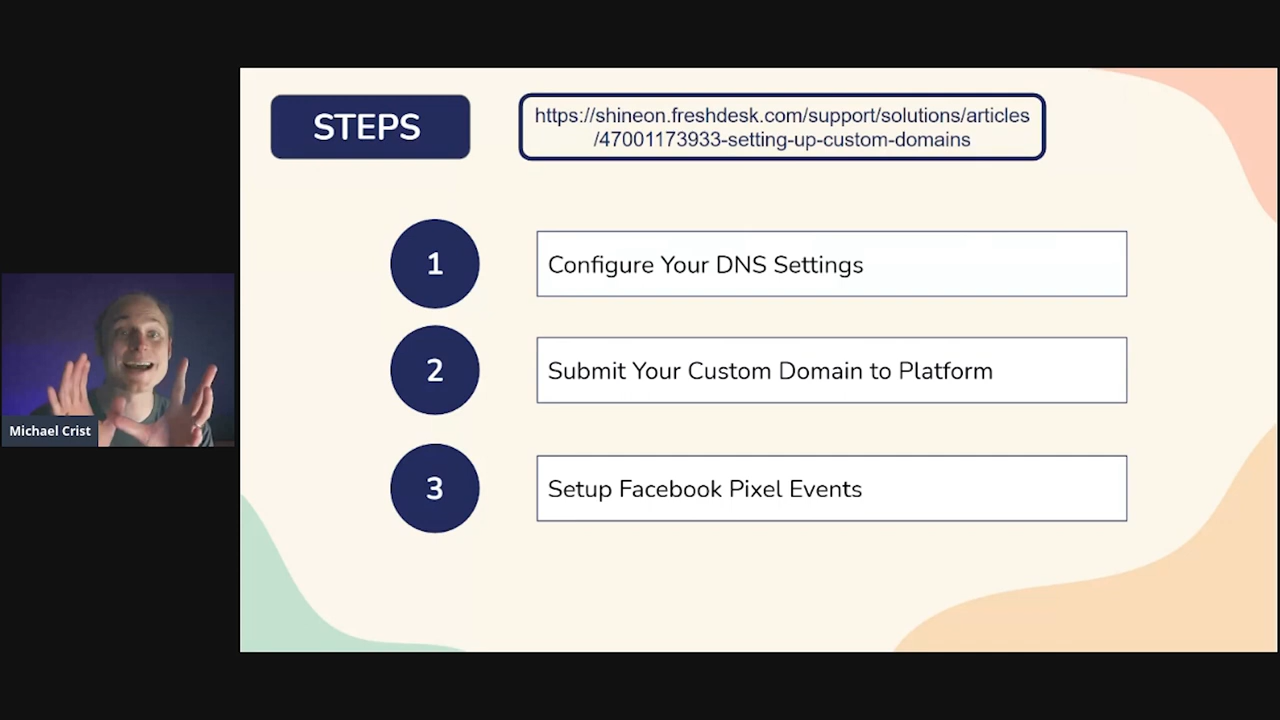 STEPS
https://shineon.freshdesk.com/support/solutions/articles
/47001173933-setting-up-custom-domains
1
Configure Your DNS Settings
2
Submit Your Custom Domain to Platform
3
Setup Facebook Pixel Events
Michael Crist